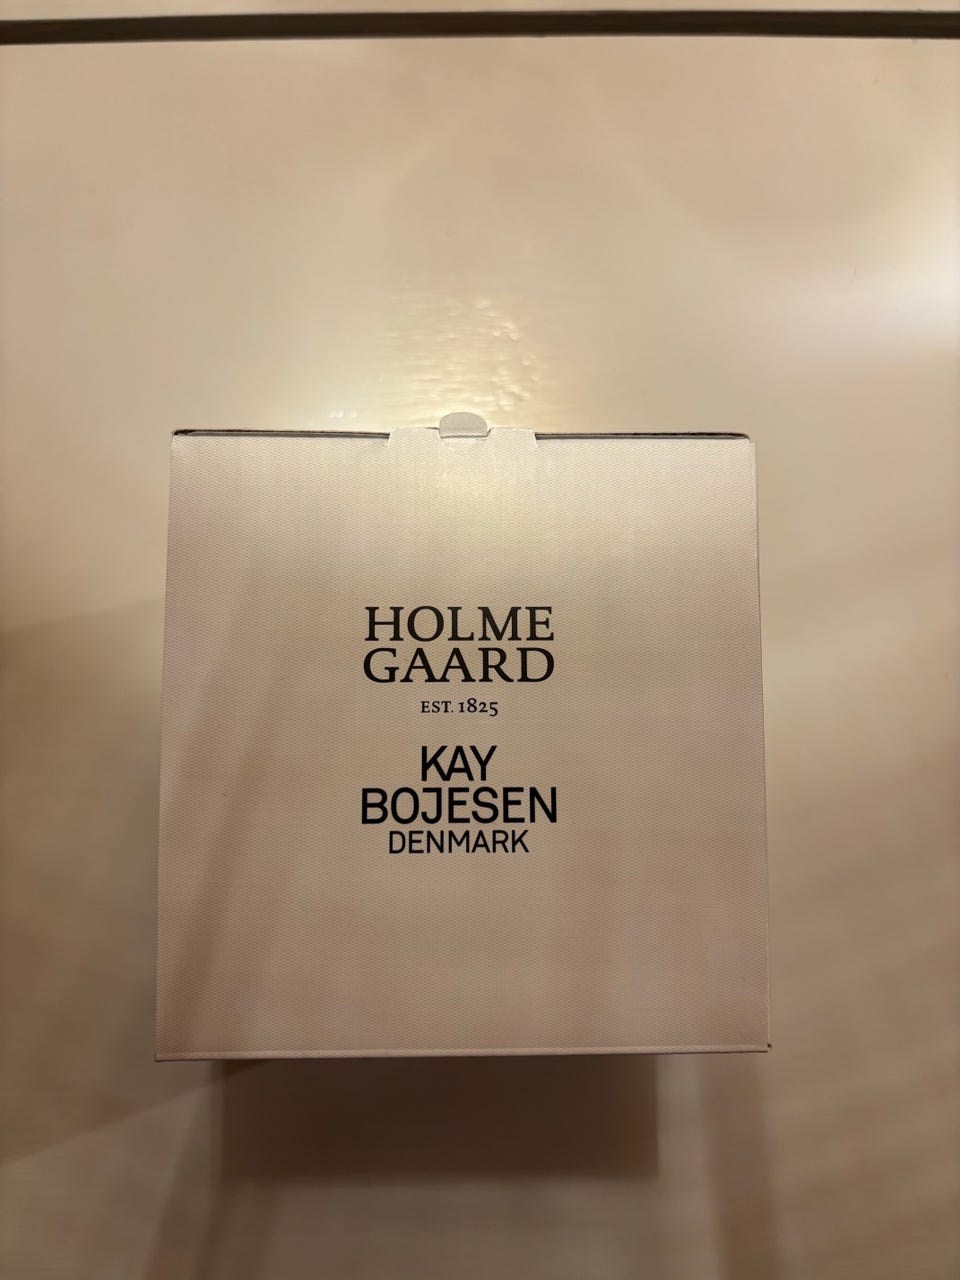 HOLME
GAARD
EST. 1825
KAY
BOJESEN
DENMARK